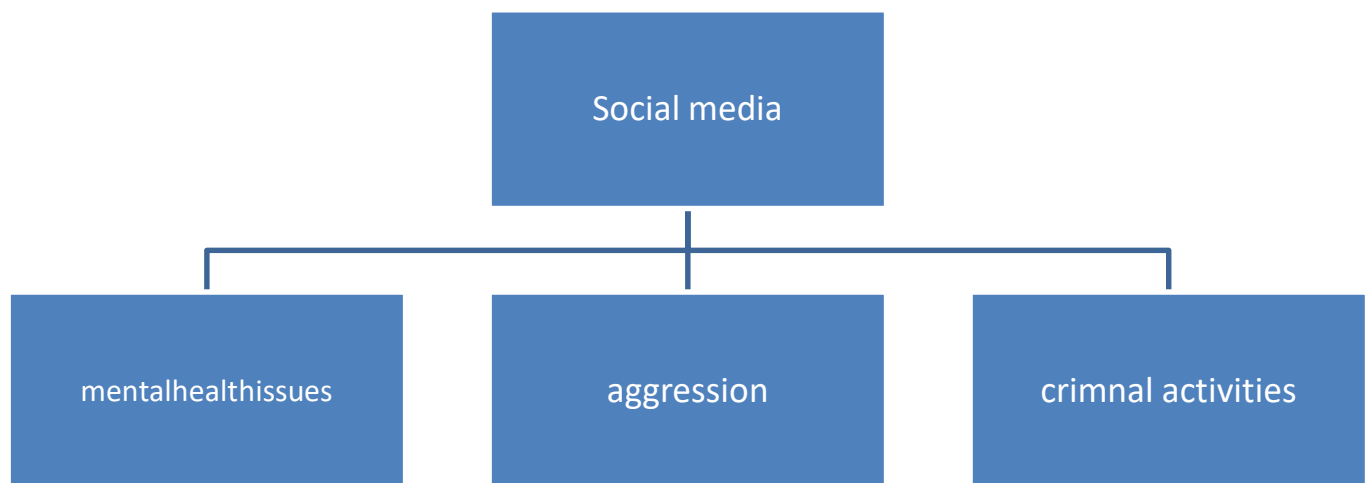 Social media
mentalhealthissues
aggression
crimnal activities